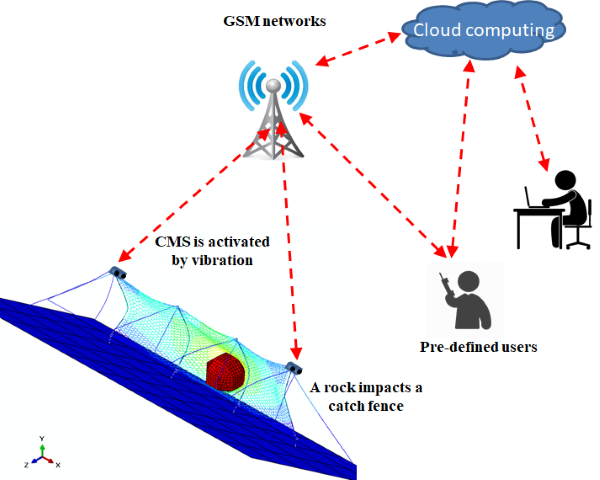 GSM networks
Cloud computing
CMS is activated
by vibration
Pre-defined users
A rock impacts a
catch fence
Y
Z
X